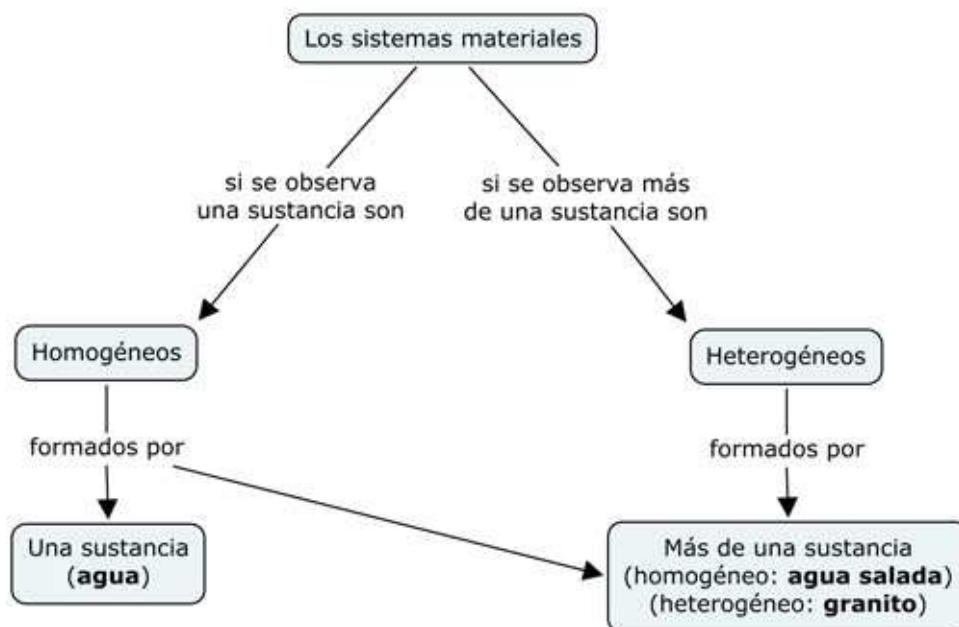 Los sistemas materiales
si se observa
una sustancia son
si se observa más
de una sustancia son
Homogéneos
Heterogéneos
formados por
formados por
Una sustancia
(agua)
Más de una sustancia
(homogéneo: agua salada)
(heterogéneo: granito)